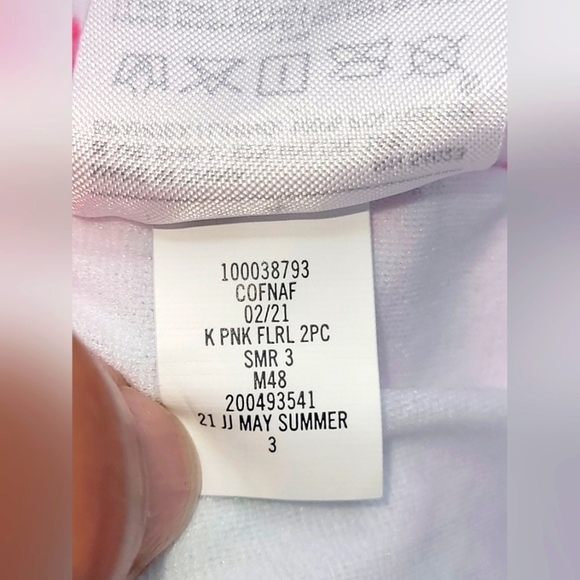 100038793
COFNAF
02/21
K PNK FLRL 2PC
SMR 3
M48
200493541
21 JJ MAY SUMMER
3